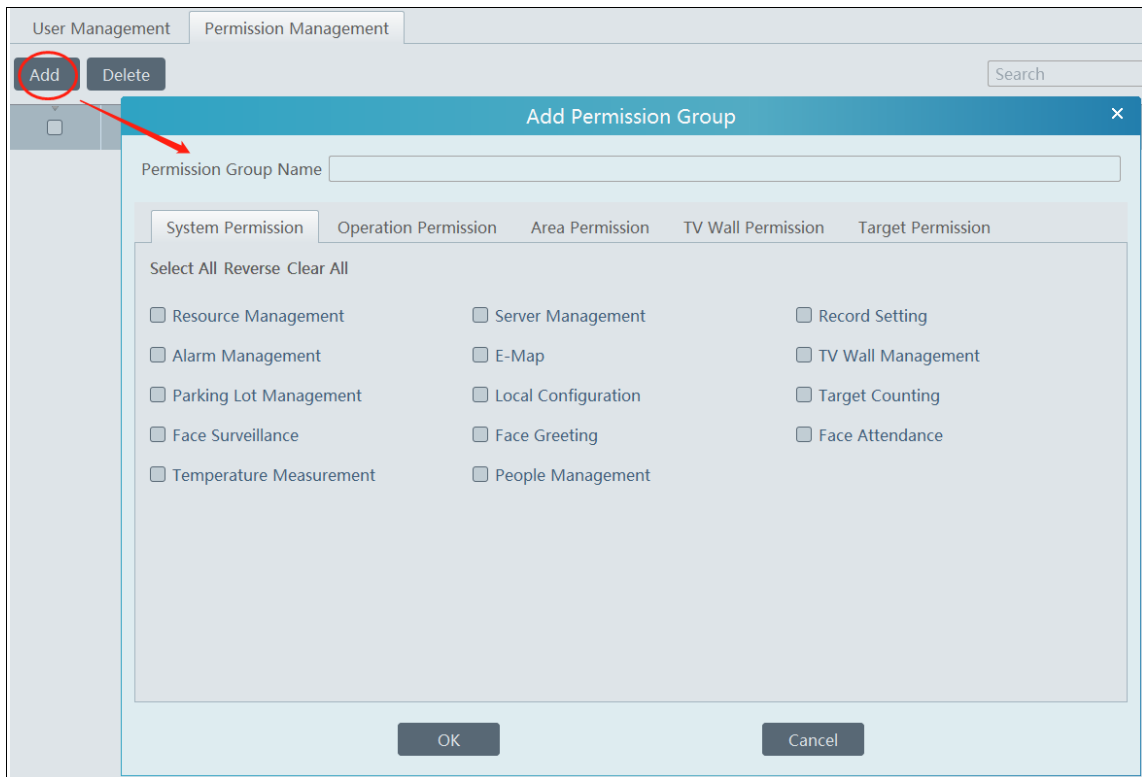 User Management Permission Management
Add Delete Search
Add Permission Group
Permission Group Name
System Permission Operation Permission Area Permission TV Wall Permission Target Permission
Select All Reverse Clear All
Resource Management Server Management Record Setting
Alarm Management E-Map TV Wall Management
Parking Lot Management Local Configuration Target Counting
Face Surveillance Face Greeting Face Attendance
Temperature Measurement People Management
OK Cancel